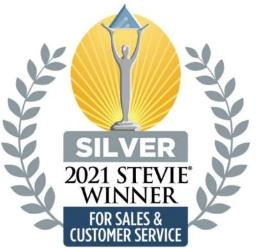 SILVER
2021 STEVIE®
WINNER
FOR SALES &
CUSTOMER SERVICE